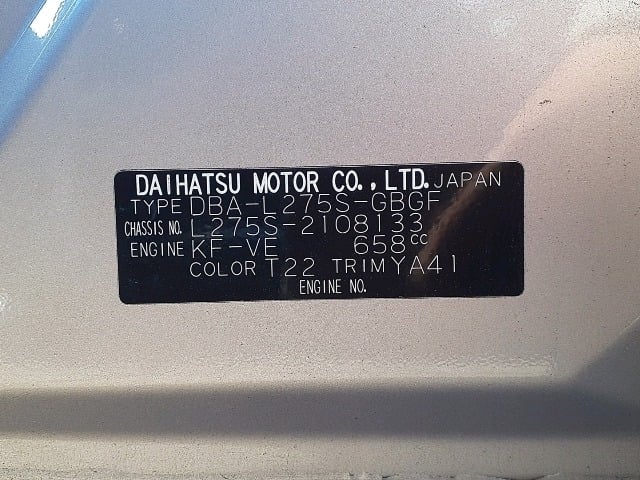 DAIHATSU MOTOR CO., LTD. JAPAN
TYPE DBA-L275S-GBGF
CHASSIS NO. L275S-2108133
ENGINE KF-VE 658cc
COLOR T22 TRIM YA41
ENGINE NO.